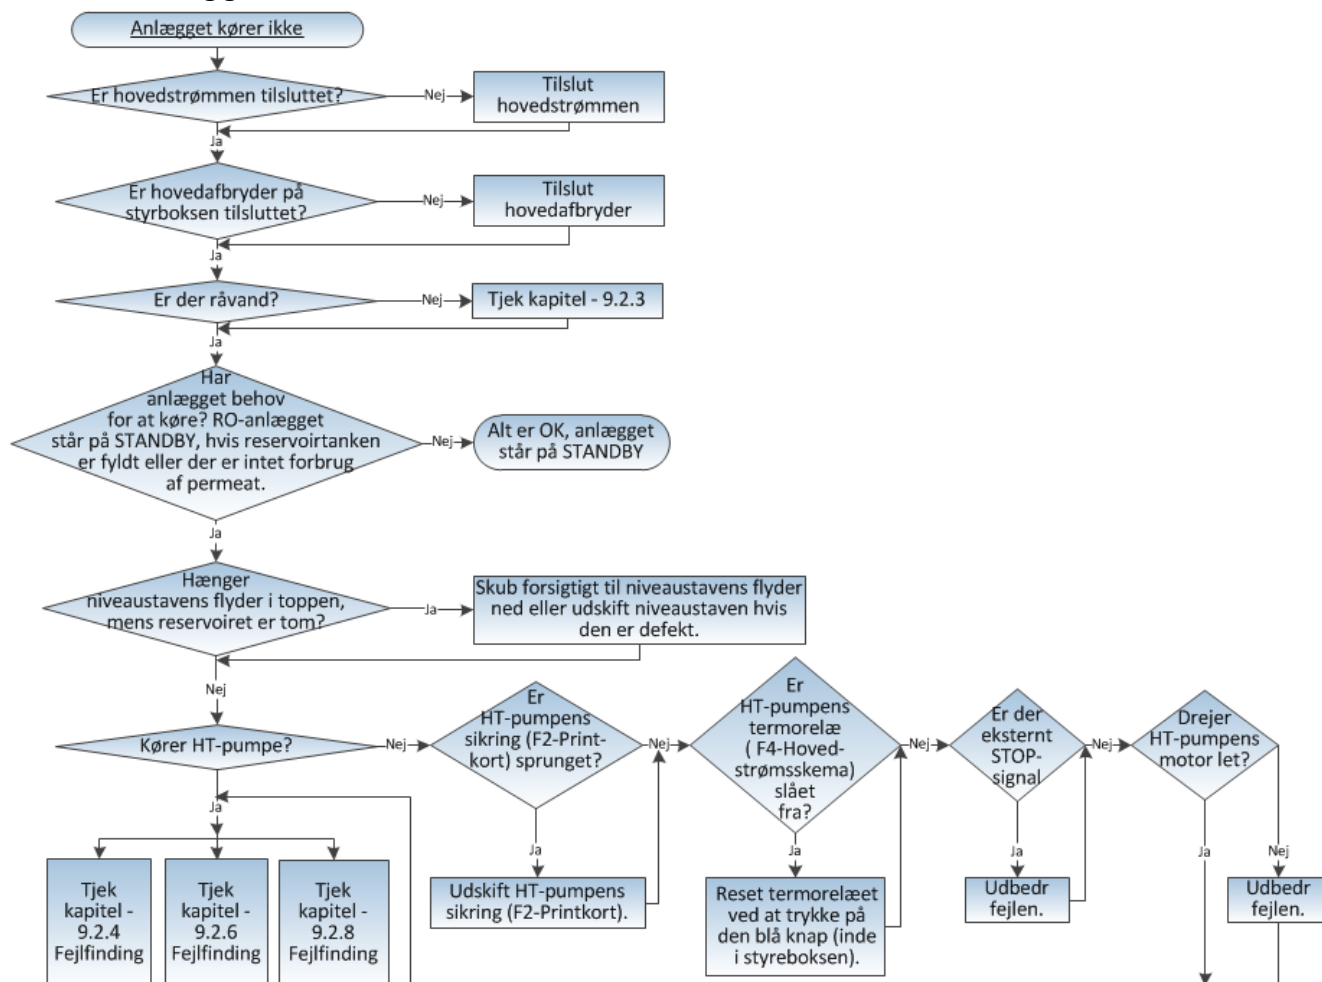 Anlægget kører ikke
Er hovedstrømmen tilsluttet?
Nej
Tilslut
hovedstrømmen
Ja
Er hovedafbryder på
styrboksen tilsluttet?
Nej
Tilslut
hovedafbryder
Ja
Er der råvand?
Nej
Tjek kapitel - 9.2.3
Ja
Har
anlægget behov
for at køre? RO-anlægget
står på STANDBY, hvis reservoirtanken
er fyldt eller der er intet forbrug
af permeat.
Nej
Alt er OK, anlægget
står på STANDBY
Ja
Hænger
niveaustavens flyder i toppen,
mens reservoiret er tom?
Ja
Skub forsigtigt til niveaustavens flyder
ned eller udskift niveaustaven hvis
den er defekt.
Nej
Kører HT-pumpe?
Nej
Er
HT-pumpens
sikring (F2-Print-
kort) sprunget?
Nej
Er
HT-pumpens
termorelæ
( F4-Hoved-
strømsskema)
slået
fra?
Nej
Er der
eksternt
STOP-
signal
Nej
Drejer
HT-pumpens
motor let?
Ja
Tjek
kapitel -
9.2.4
Fejlfinding
Tjek
kapitel -
9.2.6
Fejlfinding
Tjek
kapitel -
9.2.8
Fejlfinding
Ja
Udskift HT-pumpens
sikring (F2-Printkort).
Ja
Reset termorelæet
ved at trykke på
den blå knap (inde
i styreboksen).
Ja
Udbedr
fejlen.
Ja
Nej
Udbedr
fejlen.